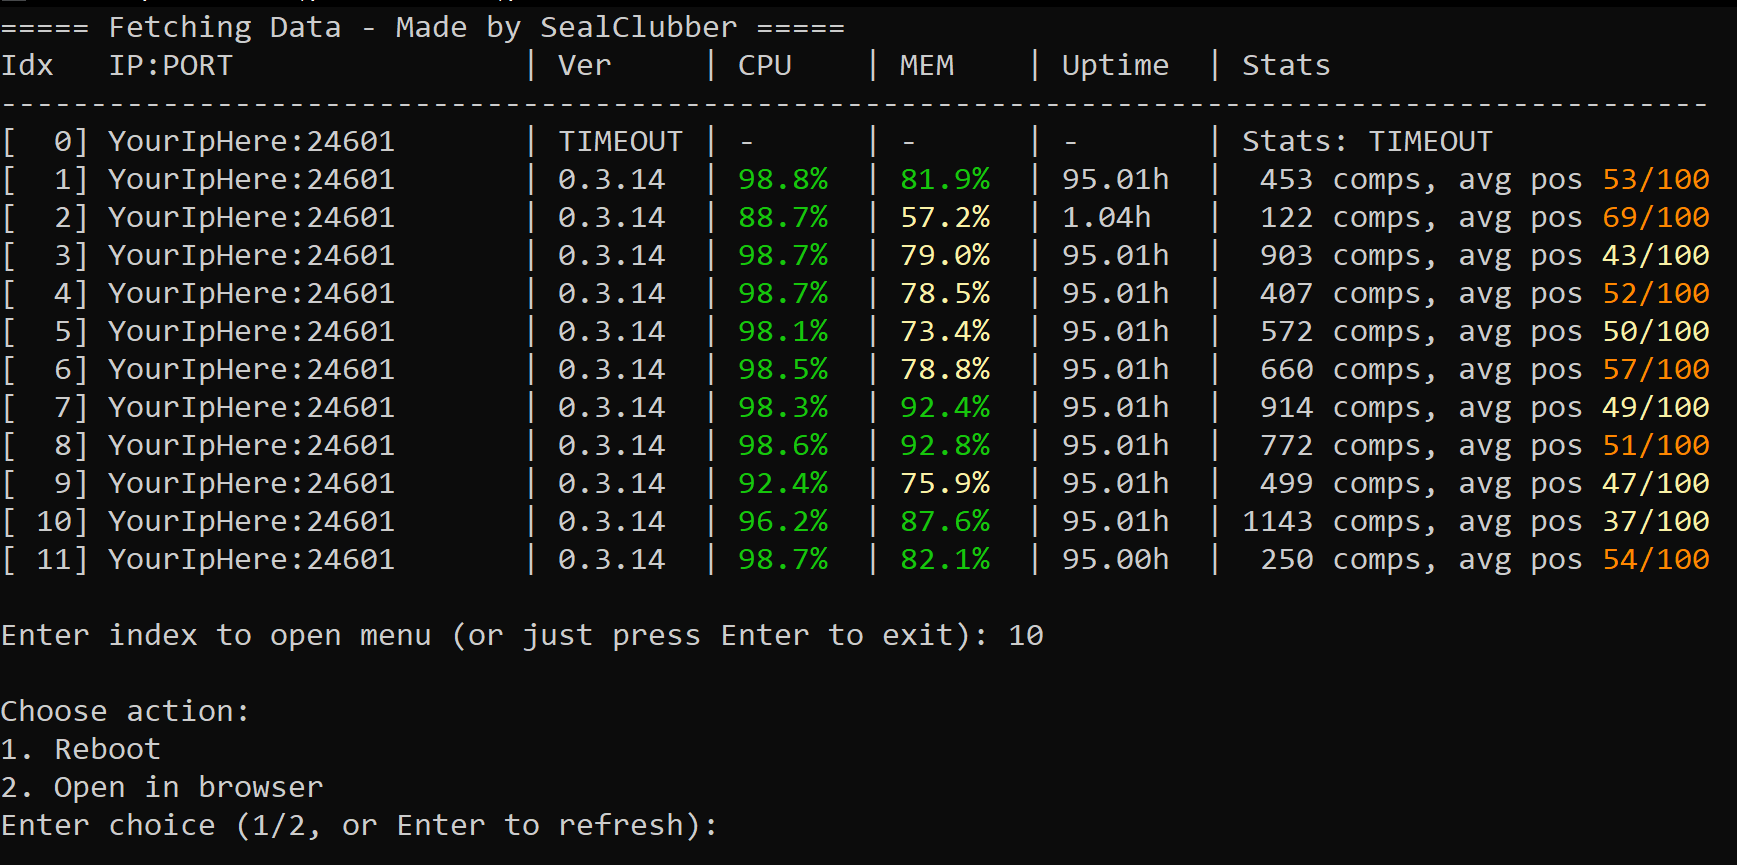 ===== Fetching Data - Made by SealClubber =====
Idx   IP:PORT                | Ver     | CPU    | MEM    | Uptime  | Stats
-----------------------------------------------------------------------------------------------
[  0] YourIpHere:24601       | TIMEOUT | -      | -      | -       | Stats: TIMEOUT
[  1] YourIpHere:24601       | 0.3.14  | 98.8%  | 81.9%  | 95.01h  |  453 comps, avg pos 53/100
[  2] YourIpHere:24601       | 0.3.14  | 88.7%  | 57.2%  | 1.04h   |  122 comps, avg pos 69/100
[  3] YourIpHere:24601       | 0.3.14  | 98.7%  | 79.0%  | 95.01h  |  903 comps, avg pos 43/100
[  4] YourIpHere:24601       | 0.3.14  | 98.7%  | 78.5%  | 95.01h  |  407 comps, avg pos 52/100
[  5] YourIpHere:24601       | 0.3.14  | 98.1%  | 73.4%  | 95.01h  |  572 comps, avg pos 50/100
[  6] YourIpHere:24601       | 0.3.14  | 98.5%  | 78.8%  | 95.01h  |  660 comps, avg pos 57/100
[  7] YourIpHere:24601       | 0.3.14  | 98.3%  | 92.4%  | 95.01h  |  914 comps, avg pos 49/100
[  8] YourIpHere:24601       | 0.3.14  | 98.6%  | 92.8%  | 95.01h  |  772 comps, avg pos 51/100
[  9] YourIpHere:24601       | 0.3.14  | 92.4%  | 75.9%  | 95.01h  |  499 comps, avg pos 47/100
[ 10] YourIpHere:24601       | 0.3.14  | 96.2%  | 87.6%  | 95.01h  | 1143 comps, avg pos 37/100
[ 11] YourIpHere:24601       | 0.3.14  | 98.7%  | 82.1%  | 95.00h  |  250 comps, avg pos 54/100
Enter index to open menu (or just press Enter to exit): 10
Choose action:
1. Reboot
2. Open in browser
Enter choice (1/2, or Enter to refresh):